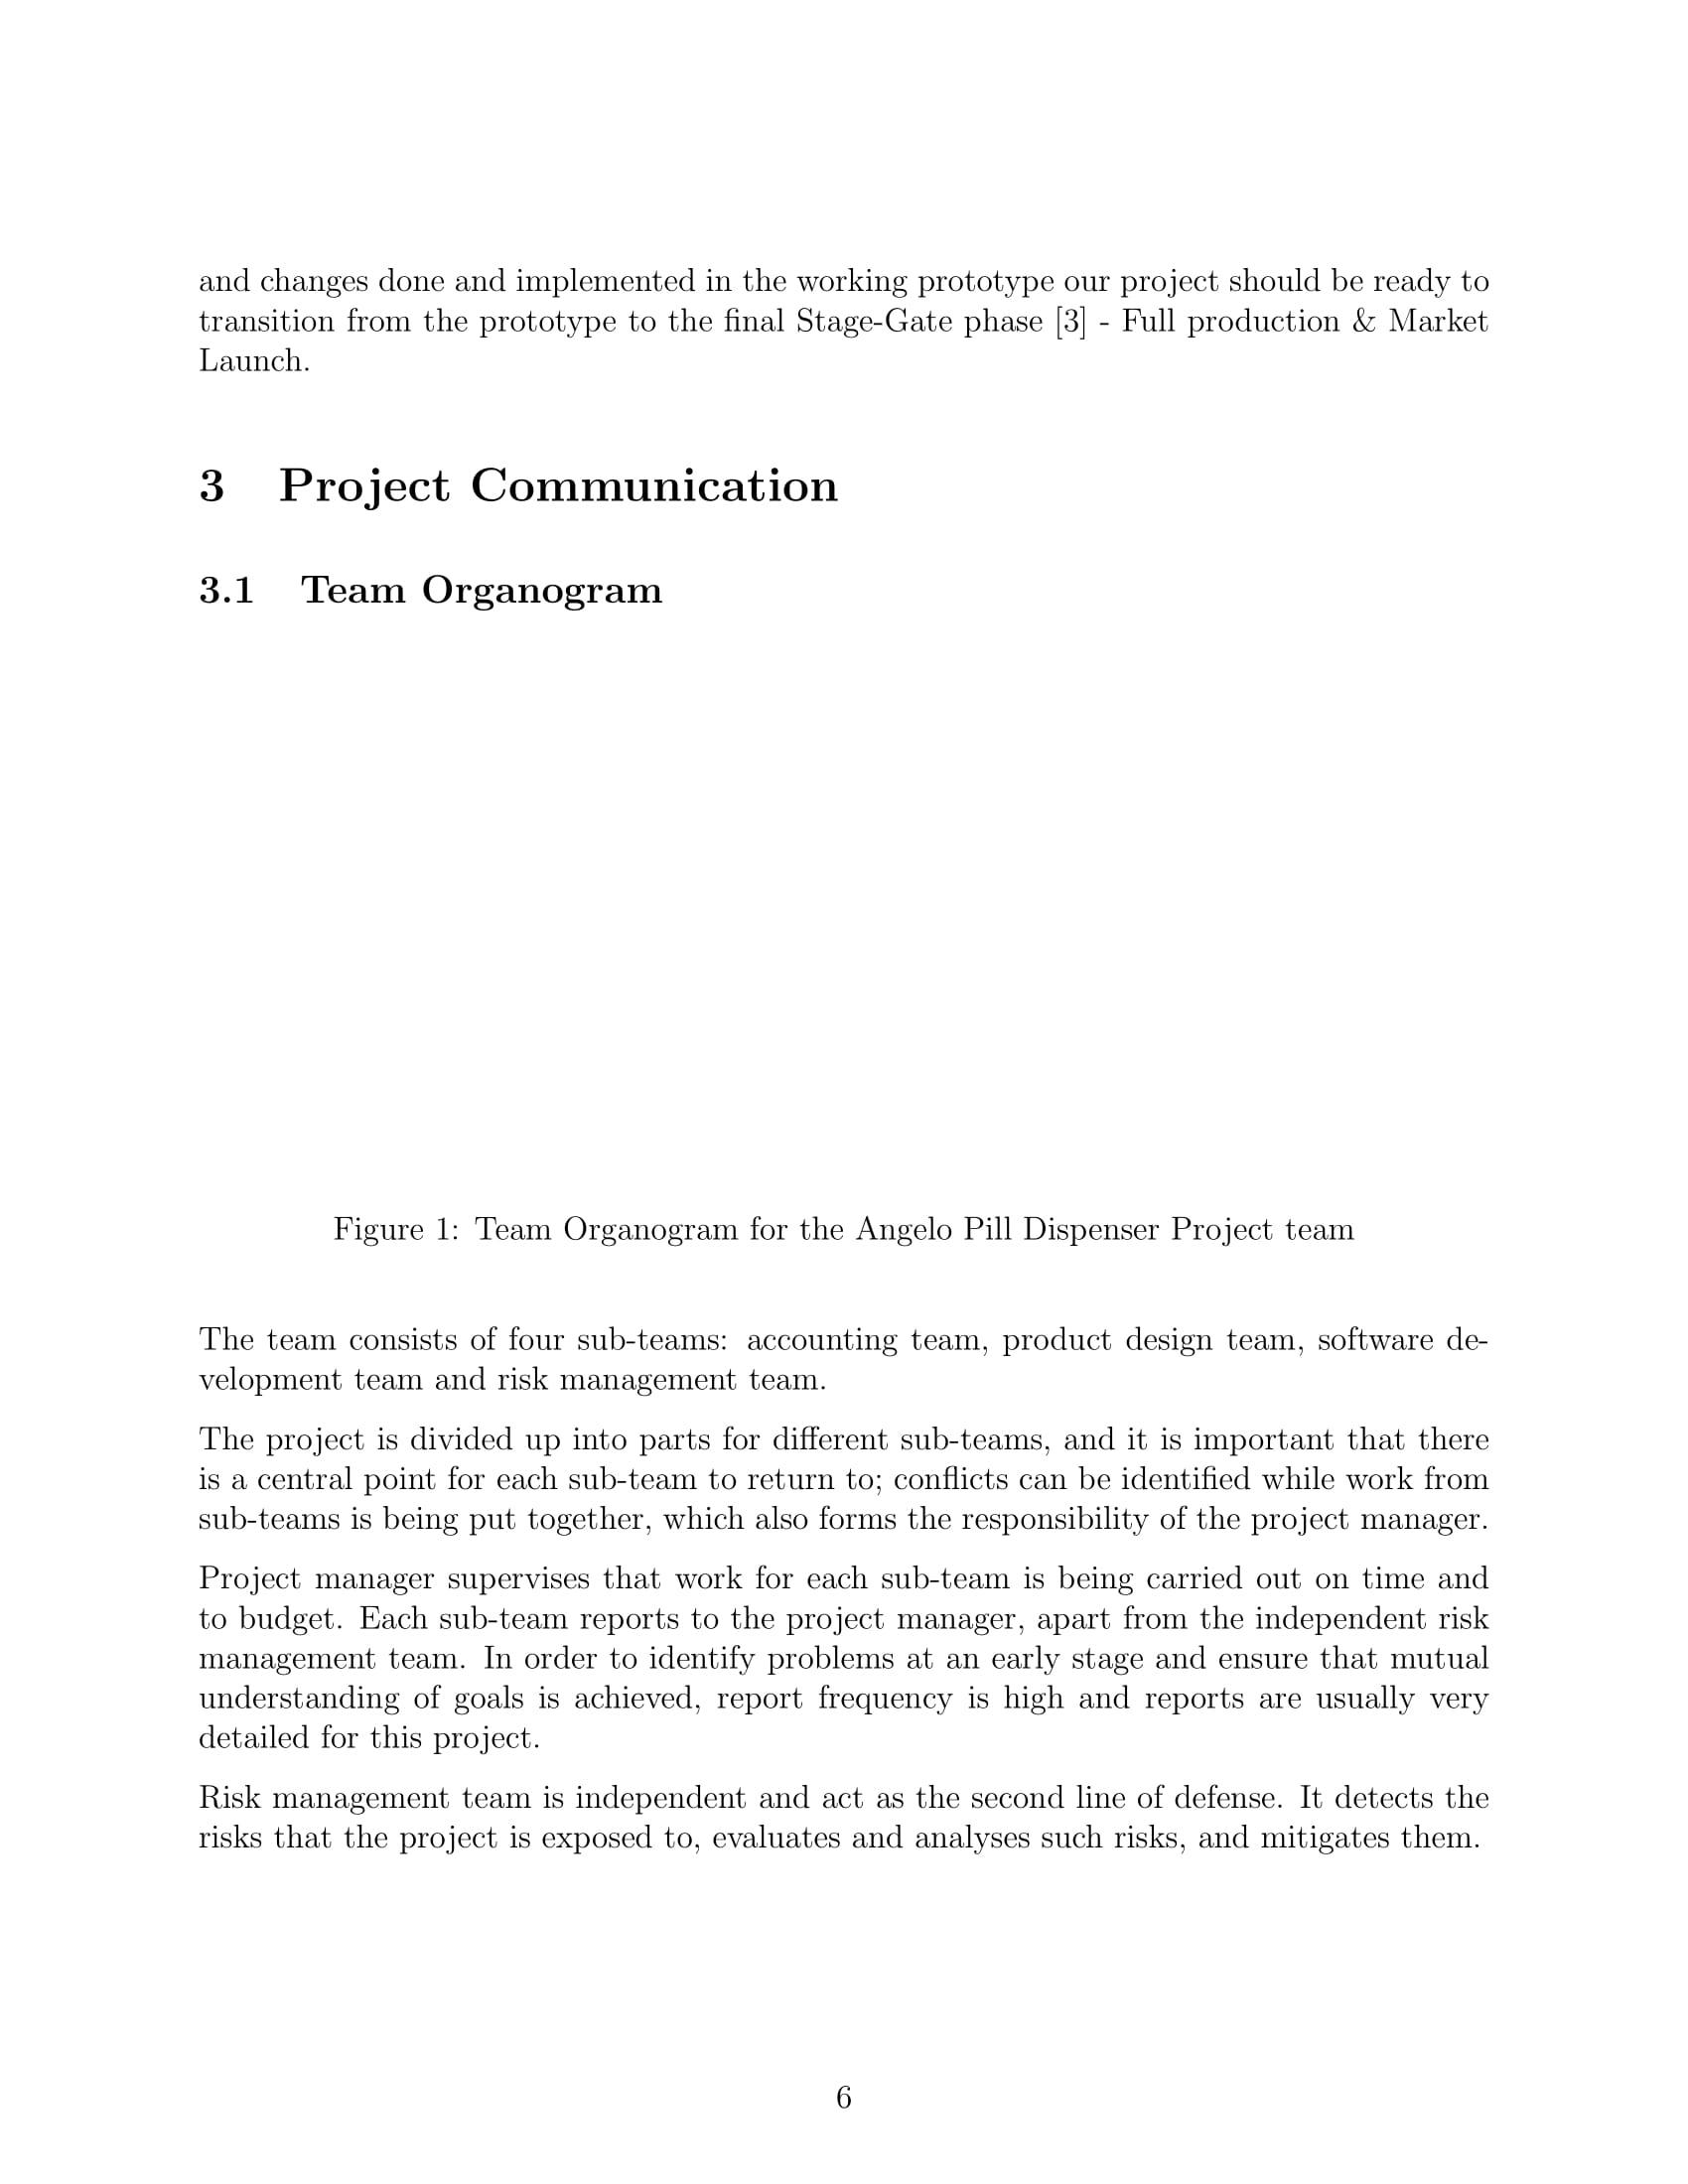 and changes done and implemented in the working prototype our project should be ready to
transition from the prototype to the final Stage-Gate phase [3] - Full production & Market
Launch.
3 Project Communication
3.1 Team Organogram
Figure 1: Team Organogram for the Angelo Pill Dispenser Project team
The team consists of four sub-teams: accounting team, product design team, software de-
velopment team and risk management team.
The project is divided up into parts for different sub-teams, and it is important that there
is a central point for each sub-team to return to; conflicts can be identified while work from
sub-teams is being put together, which also forms the responsibility of the project manager.
Project manager supervises that work for each sub-team is being carried out on time and
to budget. Each sub-team reports to the project manager, apart from the independent risk
management team. In order to identify problems at an early stage and ensure that mutual
understanding of goals is achieved, report frequency is high and reports are usually very
detailed for this project.
Risk management team is independent and act as the second line of defense. It detects the
risks that the project is exposed to, evaluates and analyses such risks, and mitigates them.
6